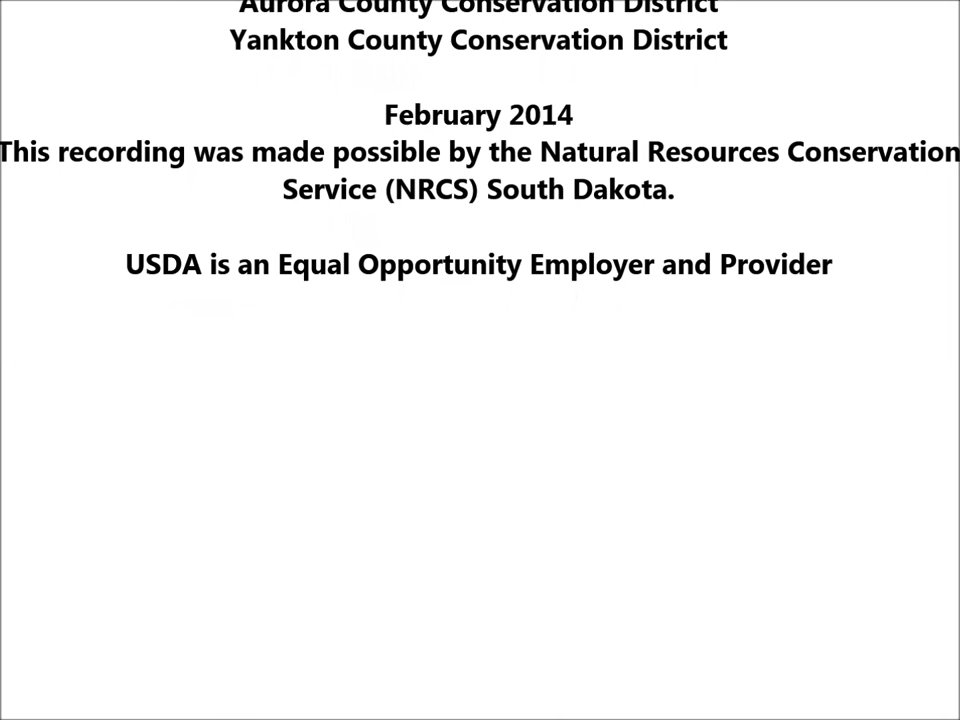 Aurora County Conservation District
Yankton County Conservation District
February 2014
This recording was made possible by the Natural Resources Conservation
Service (NRCS) South Dakota.
USDA is an Equal Opportunity Employer and Provider